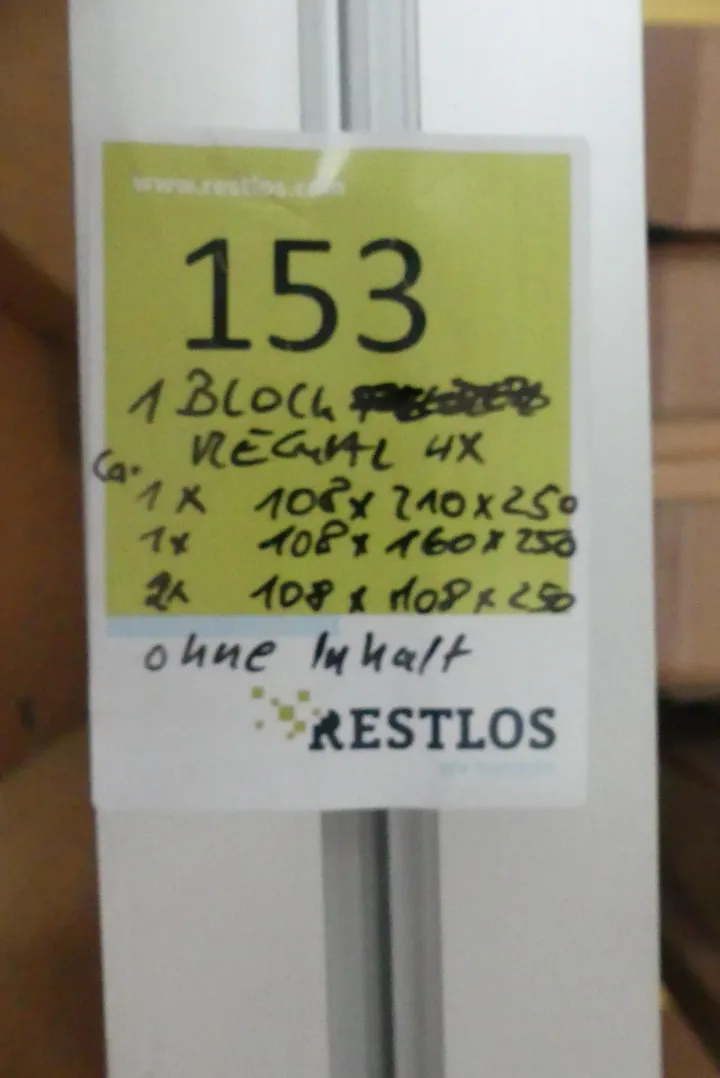 www.restlos.com
153
1 BLOCK
REGAL 4X
Ca.
1 x 108 x 210 x 250
1x 108 x 160 x 250
2x 108 x 108 x 250
ohne Inhalt
RESTLOS